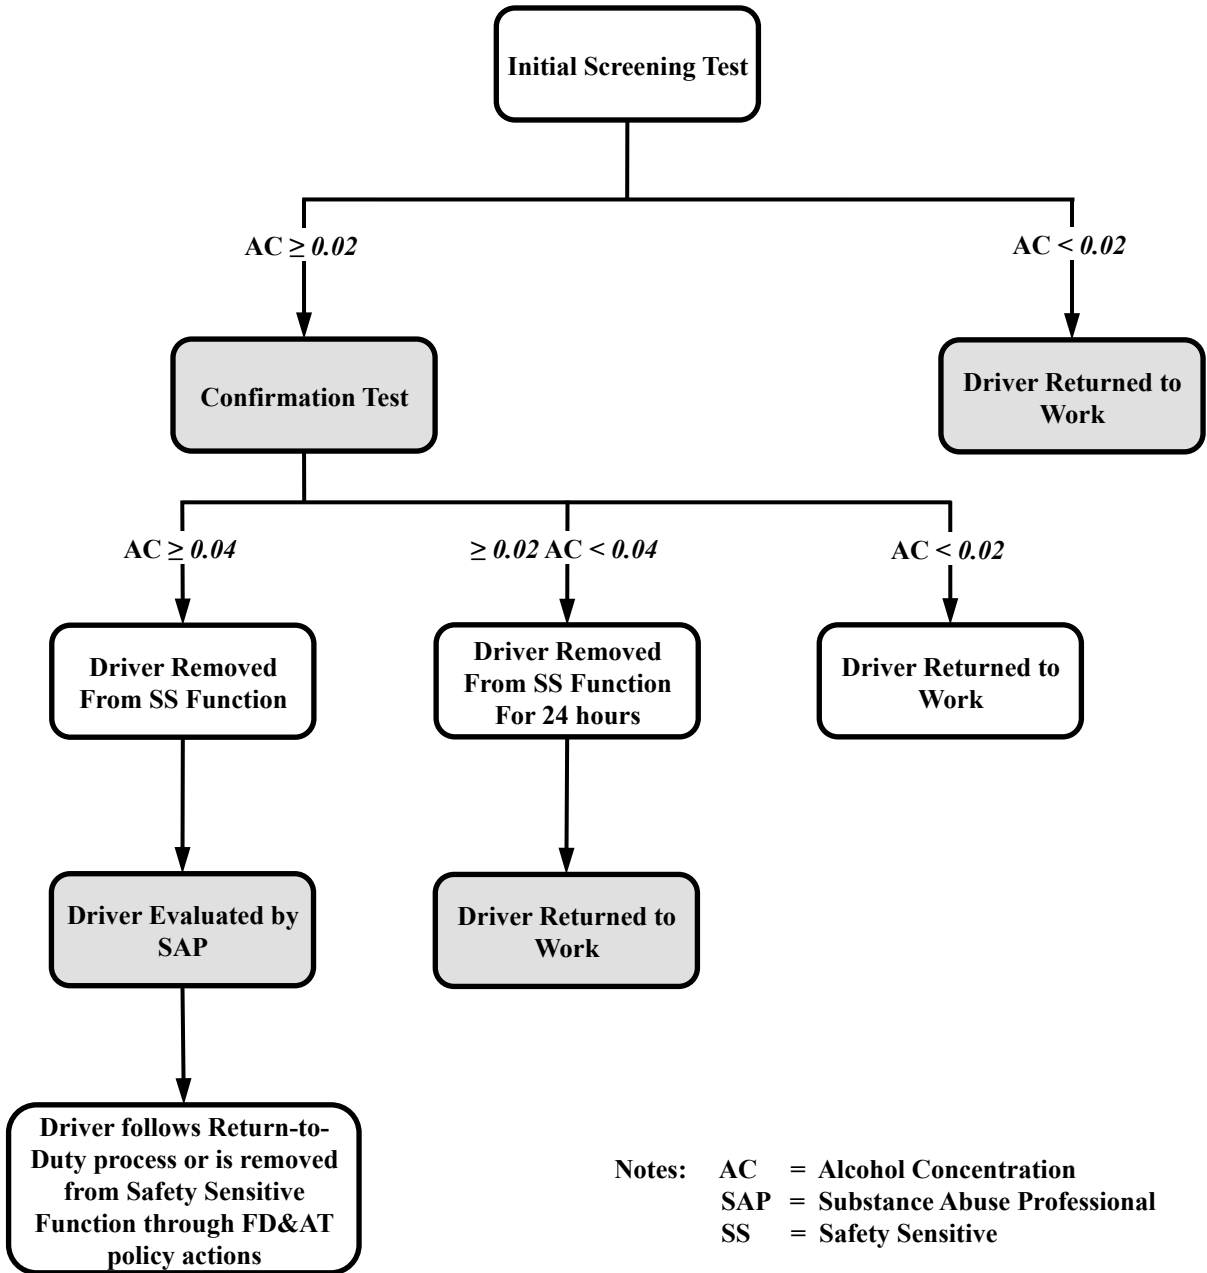 Initial Screening Test
AC ≥ 0.02
AC < 0.02
Confirmation Test
Driver Returned to
Work
AC ≥ 0.04
≥ 0.02 AC < 0.04
AC < 0.02
Driver Removed
From SS Function
Driver Removed
From SS Function
For 24 hours
Driver Returned to
Work
Driver Evaluated by
SAP
Driver Returned to
Work
Driver follows Return-to-
Duty process or is removed
from Safety Sensitive
Function through FD&AT
policy actions
Notes: AC = Alcohol Concentration
SAP = Substance Abuse Professional
SS = Safety Sensitive